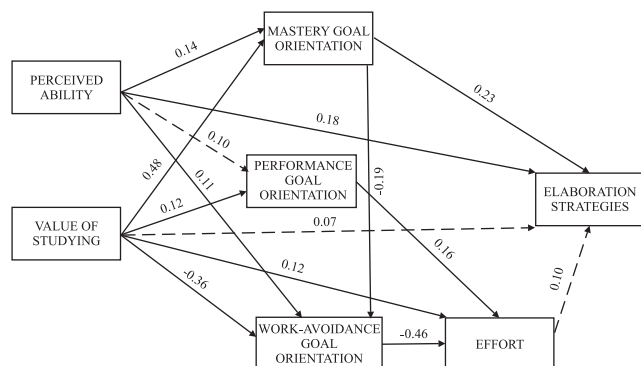 MASTERY GOAL
ORIENTATION
0.14
0.23
PERCEIVED
ABILITY
0.18
0.10
0.48
0.11
PERFORMANCE
GOAL
ORIENTATION
-0.19
ELABORATION
STRATEGIES
0.12
0.07
VALUE OF
STUDYING
0.16
0.12
0.10
-0.36
WORK-AVOIDANCE
GOAL
ORIENTATION
-0.46
EFFORT